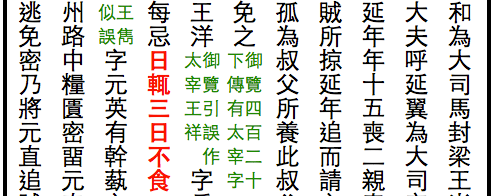 和為大司馬封梁王
大夫呼延翼為大司
延年年十五喪二親
賊所掠延年追而請
孤為叔父所養此叔
免之御覽四百二十
下傳有太宰字
王洋御覽引誤作
太宰王祥字
每忌日輒三日不食
王雋
似誤字元英有幹藝
州路中糧匱密畱元
逃免密乃將元直追